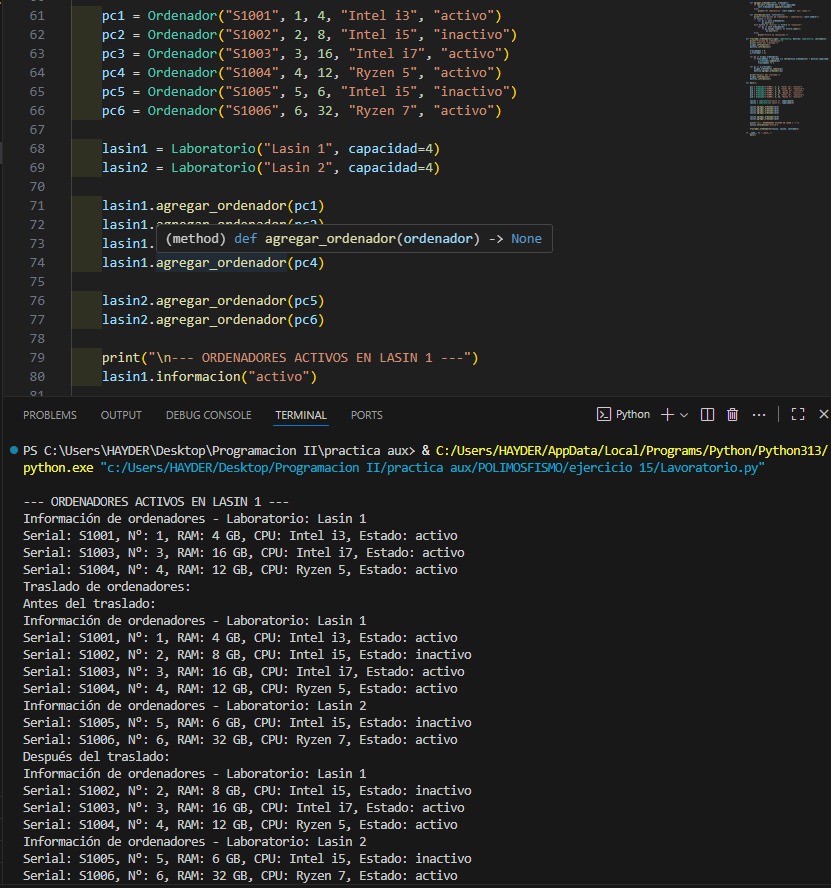 61 pc1 = Ordenador("S1001", 1, 4, "Intel i3", "activo")
62 pc2 = Ordenador("S1002", 2, 8, "Intel i5", "inactivo")
63 pc3 = Ordenador("S1003", 3, 16, "Intel i7", "activo")
64 pc4 = Ordenador("S1004", 4, 12, "Ryzen 5", "activo")
65 pc5 = Ordenador("S1005", 5, 6, "Intel i5", "inactivo")
66 pc6 = Ordenador("S1006", 6, 32, "Ryzen 7", "activo")
67
68 lasin1 = Laboratorio("Lasin 1", capacidad=4)
69 lasin2 = Laboratorio("Lasin 2", capacidad=4)
70
71 lasin1.agregar_ordenador(pc1)
72 lasin1.
(method) def agregar_ordenador(ordenador) -> None
73 lasin1.
74 lasin1.agregar_ordenador(pc4)
75
76 lasin2.agregar_ordenador(pc5)
77 lasin2.agregar_ordenador(pc6)
78
79 print("\n--- ORDENADORES ACTIVOS EN LASIN 1 ---")
80 lasin1.informacion("activo")
81
PROBLEMS OUTPUT DEBUG CONSOLE TERMINAL PORTS Python
PS C:\Users\HAYDER\Desktop\Programacion II\practica aux> & C:/Users/HAYDER/AppData/Local/Programs/Python/Python313/
python.exe "c:/Users/HAYDER/Desktop/Programacion II/practica aux/POLIMOSFISMO/ejercicio 15/Lavoratorio.py"
--- ORDENADORES ACTIVOS EN LASIN 1 ---
Información de ordenadores - Laboratorio: Lasin 1
Serial: S1001, Nº: 1, RAM: 4 GB, CPU: Intel i3, Estado: activo
Serial: S1003, Nº: 3, RAM: 16 GB, CPU: Intel i7, Estado: activo
Serial: S1004, Nº: 4, RAM: 12 GB, CPU: Ryzen 5, Estado: activo
Traslado de ordenadores:
Antes del traslado:
Información de ordenadores - Laboratorio: Lasin 1
Serial: S1001, Nº: 1, RAM: 4 GB, CPU: Intel i3, Estado: activo
Serial: S1002, Nº: 2, RAM: 8 GB, CPU: Intel i5, Estado: inactivo
Serial: S1003, Nº: 3, RAM: 16 GB, CPU: Intel i7, Estado: activo
Serial: S1004, Nº: 4, RAM: 12 GB, CPU: Ryzen 5, Estado: activo
Información de ordenadores - Laboratorio: Lasin 2
Serial: S1005, Nº: 5, RAM: 6 GB, CPU: Intel i5, Estado: inactivo
Serial: S1006, Nº: 6, RAM: 32 GB, CPU: Ryzen 7, Estado: activo
Después del traslado:
Información de ordenadores - Laboratorio: Lasin 1
Serial: S1002, Nº: 2, RAM: 8 GB, CPU: Intel i5, Estado: inactivo
Serial: S1003, Nº: 3, RAM: 16 GB, CPU: Intel i7, Estado: activo
Serial: S1004, Nº: 4, RAM: 12 GB, CPU: Ryzen 5, Estado: activo
Información de ordenadores - Laboratorio: Lasin 2
Serial: S1005, Nº: 5, RAM: 6 GB, CPU: Intel i5, Estado: inactivo
Serial: S1006, Nº: 6, RAM: 32 GB, CPU: Ryzen 7, Estado: activo